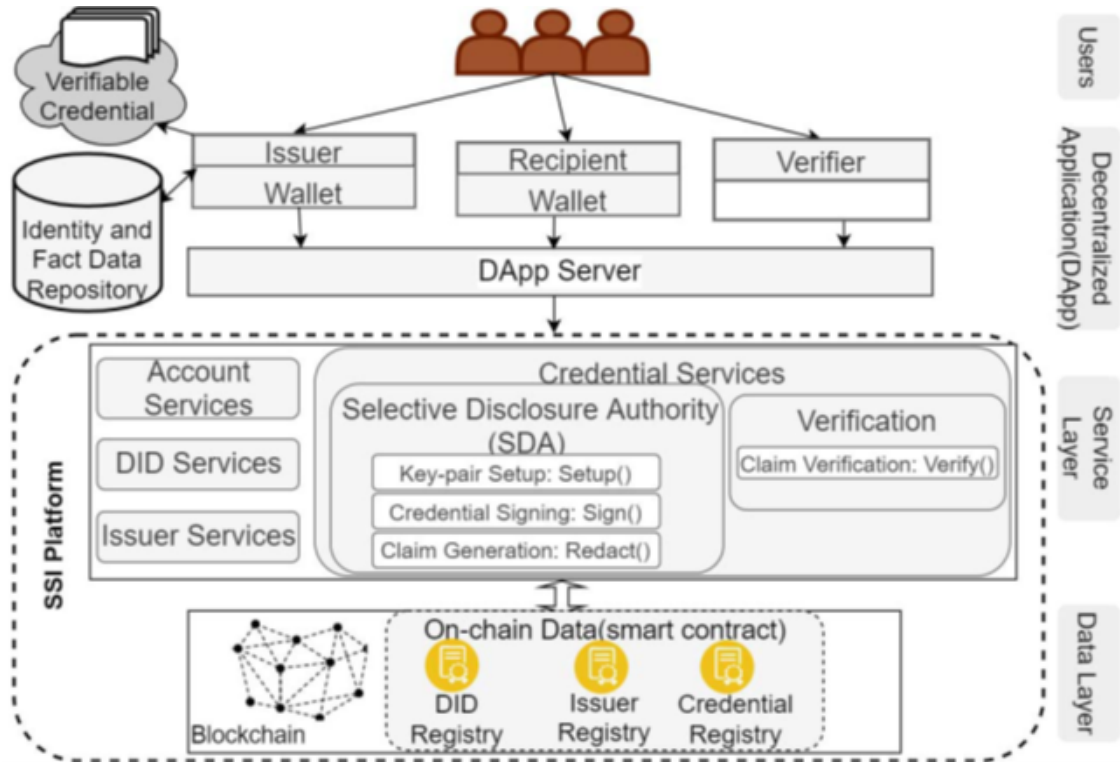 Users
Verifiable
Credential
Issuer
Wallet
Recipient
Wallet
Verifier
Decentralized
Application(DApp)
Identity and
Fact Data
Repository
DApp Server
SSI Platform
Account
Services
DID Services
Issuer Services
Credential Services
Selective Disclosure Authority
(SDA)
Key-pair Setup: Setup()
Credential Signing: Sign()
Claim Generation: Redact()
Verification
Claim Verification: Verify()
Service
Layer
Blockchain
On-chain Data(smart contract)
DID
Registry
Issuer
Registry
Credential
Registry
Data Layer